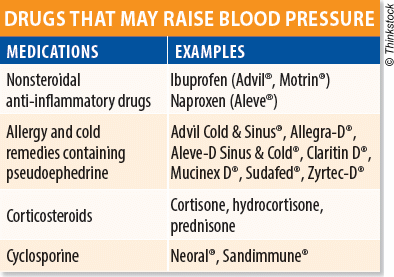 DRUGS THAT MAY RAISE BLOOD PRESSURE
MEDICATIONS EXAMPLES
Nonsteroidal
anti-inflammatory drugs
Ibuprofen (Advil®, Motrin®)
Naproxen (Aleve®)
Allergy and cold
remedies containing
pseudoephedrine
Advil Cold & Sinus®, Allegra-D®,
Aleve-D Sinus & Cold®, Claritin D®,
Mucinex D®, Sudafed®, Zyrtec-D®
Corticosteroids
Cortisone, hydrocortisone,
prednisone
Cyclosporine
Neoral®, Sandimmune®
© Thinkstock